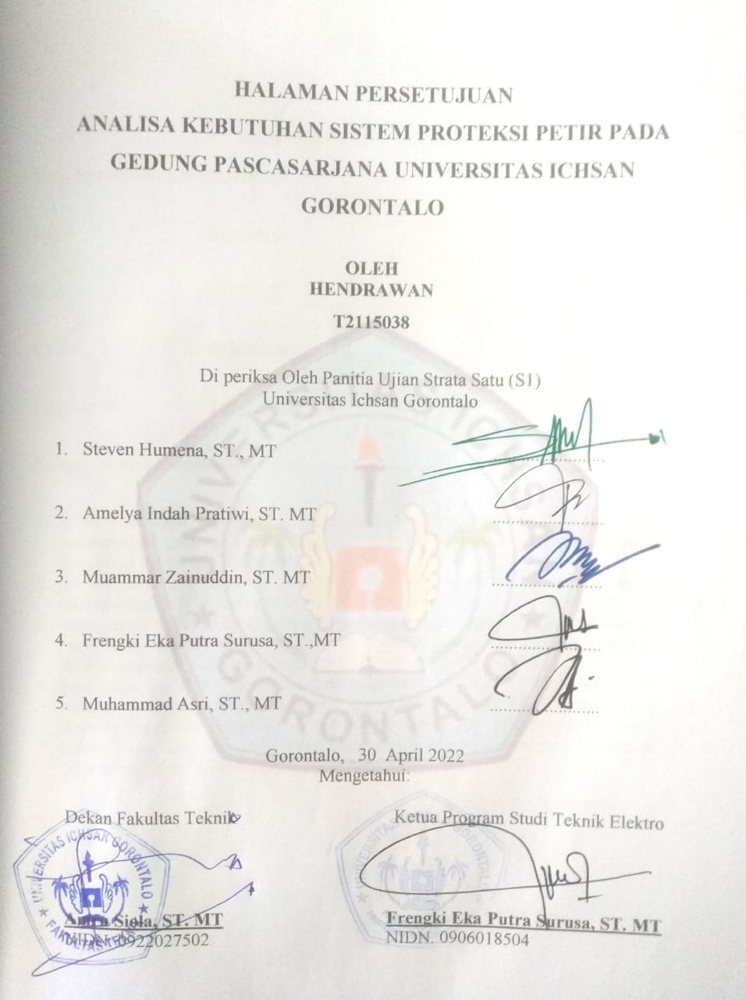 HALAMAN PERSETUJUAN
ANALISA KEBUTUHAN SISTEM PROTEKSI PETIR PADA
GEDUNG PASCASARJANA UNIVERSITAS ICHSAN
GORONTALO
OLEH
HENDRAWAN
T2115038
Di periksa Oleh Panitia Ujian Strata Satu (S1)
Universitas Ichsan Gorontalo
1. Steven Humena, ST., MT
2. Amelya Indah Pratiwi, ST. MT
3. Muammar Zainuddin, ST. MT
4. Frengki Eka Putra Surusa, ST.,MT
5. Muhammad Asri, ST., MT
UNIVERSITAS ICHSAN
GORONTALO
Gorontalo, 30 April 2022
Mengetahui:
Dekan Fakultas Teknik
Ketua Program Studi Teknik Elektro
UNIVERSITAS ICHSAN GORONTALO
FAKULTAS TEKNIK
Siola, ST. MT
NIDN. 0922027502
Frengki Eka Putra Surusa, ST. MT
NIDN. 0906018504